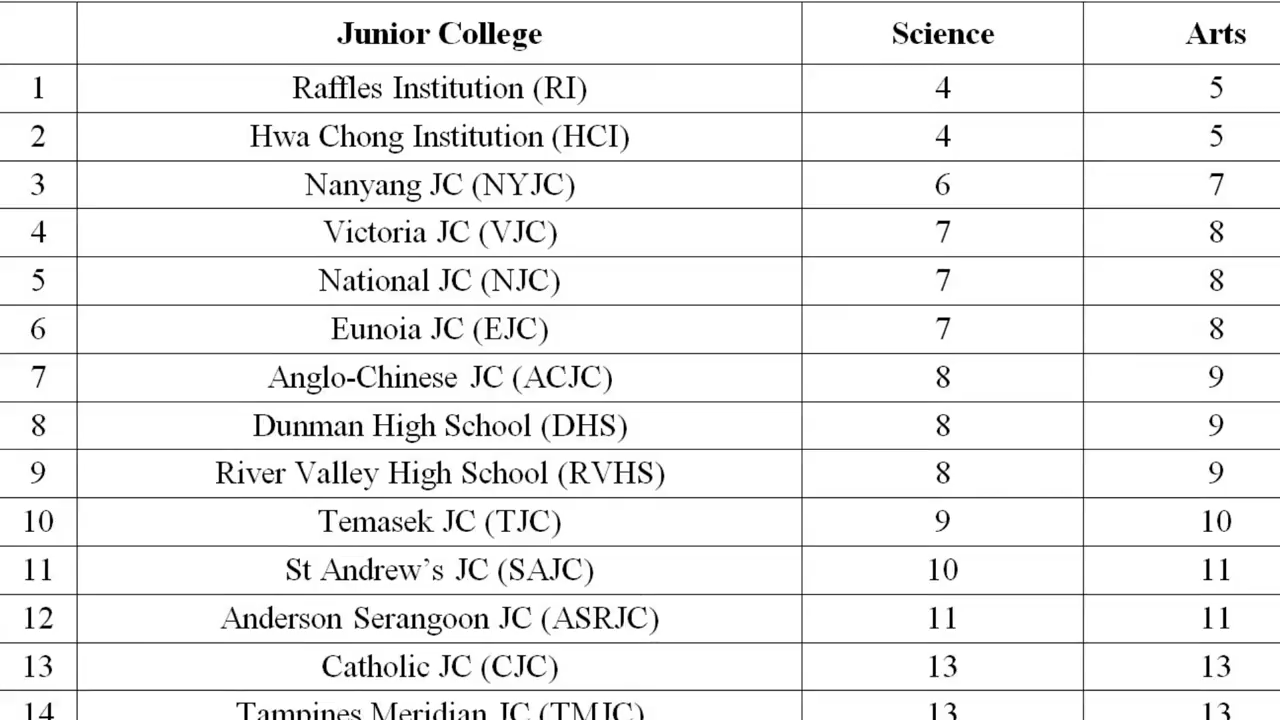 Junior College Science Arts
1 Raffles Institution (RI) 4 5
2 Hwa Chong Institution (HCI) 4 5
3 Nanyang JC (NYJC) 6 7
4 Victoria JC (VJC) 7 8
5 National JC (NJC) 7 8
6 Eunoia JC (EJC) 7 8
7 Anglo-Chinese JC (ACJC) 8 9
8 Dunman High School (DHS) 8 9
9 River Valley High School (RVHS) 8 9
10 Temasek JC (TJC) 9 10
11 St Andrew’s JC (SAJC) 10 11
12 Anderson Serangoon JC (ASRJC) 11 11
13 Catholic JC (CJC) 13 13
14 Tampines Meridian JC (TMJC) 13 13